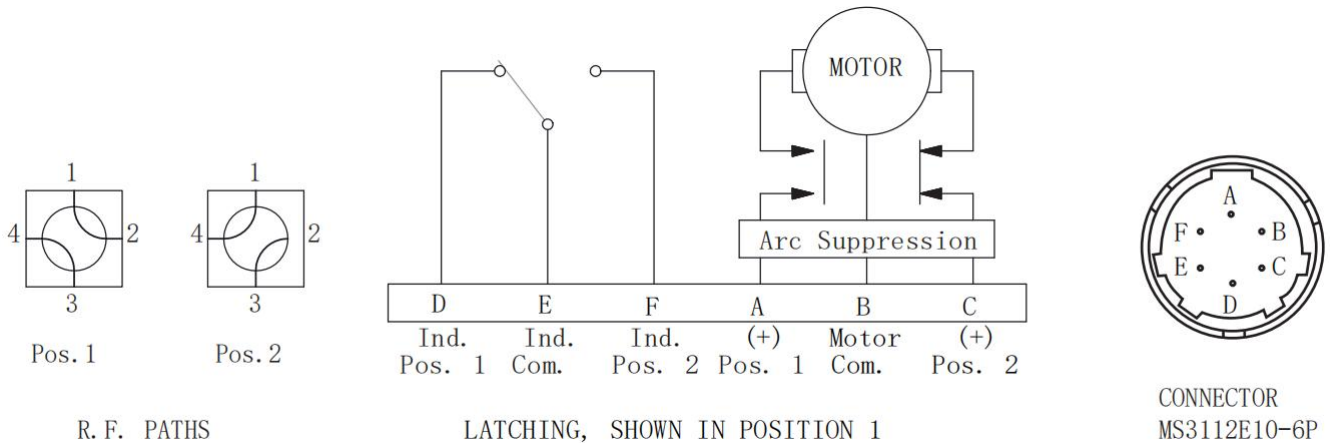 1
4
2
3
Pos.1
1
4
2
3
Pos.2
R.F. PATHS
MOTOR
Arc Suppression
D E F A B C
Ind. Ind. Ind. (+) Motor (+)
Pos. 1 Com. Pos. 2 Pos. 1 Com. Pos. 2
LATCHING, SHOWN IN POSITION 1
A
F B
E C
D
CONNECTOR
MS3112E10-6P